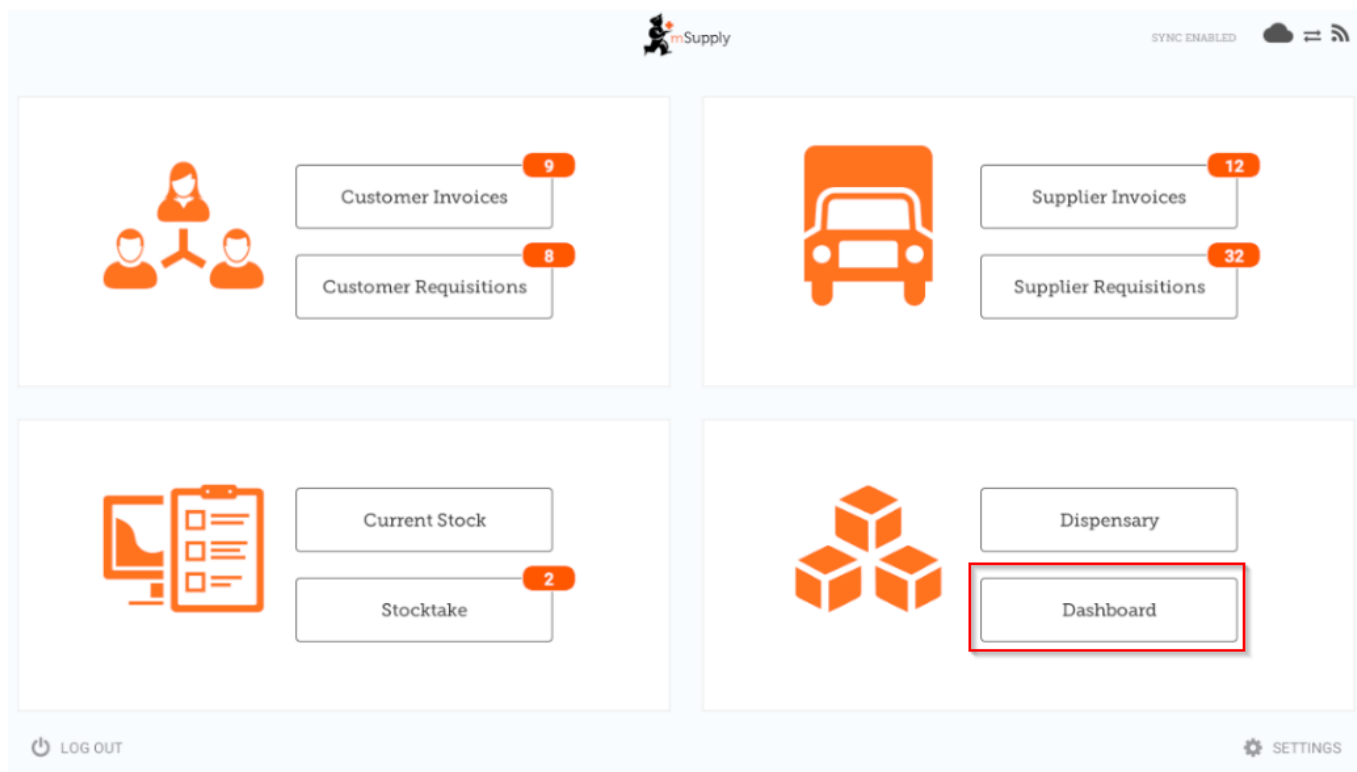 mSupply
SYNC ENABLED
9
Customer Invoices
8
Customer Requisitions
12
Supplier Invoices
32
Supplier Requisitions
Current Stock
2
Stocktake
Dispensary
Dashboard
LOG OUT
SETTINGS